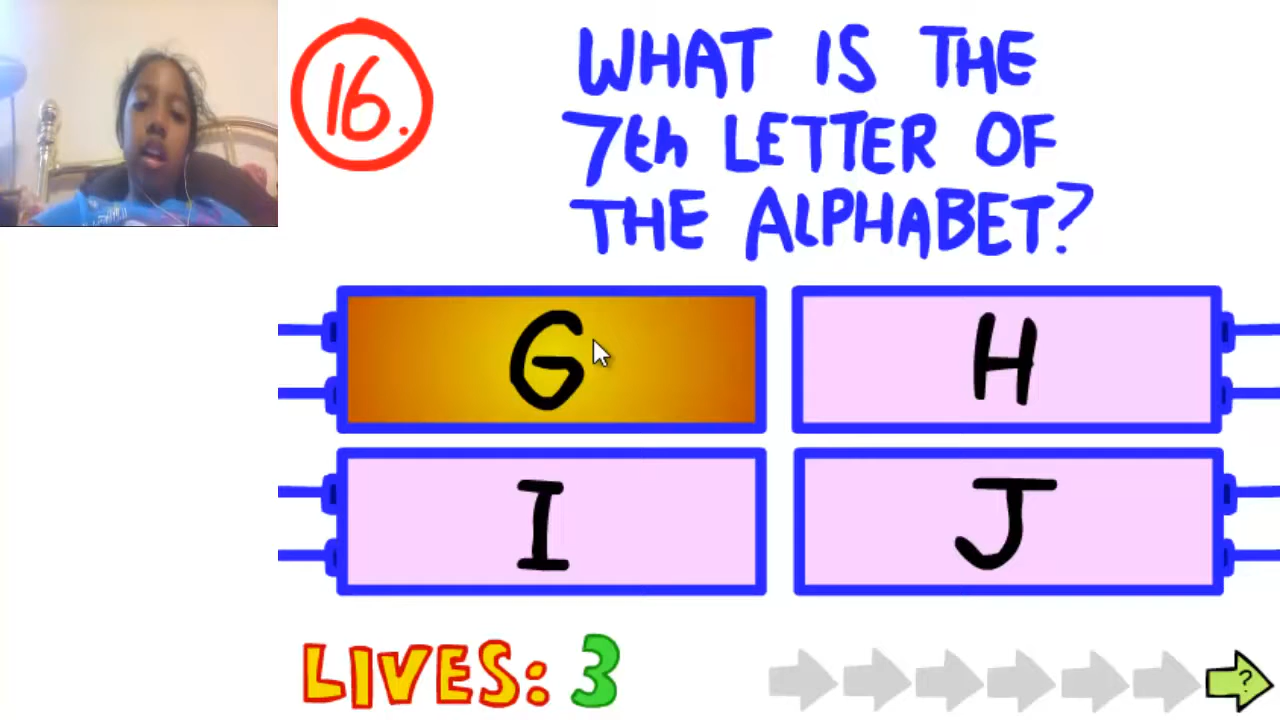 16.
WHAT IS THE
7th LETTER OF
THE ALPHABET?
G
H
I
J
LIVES: 3
?